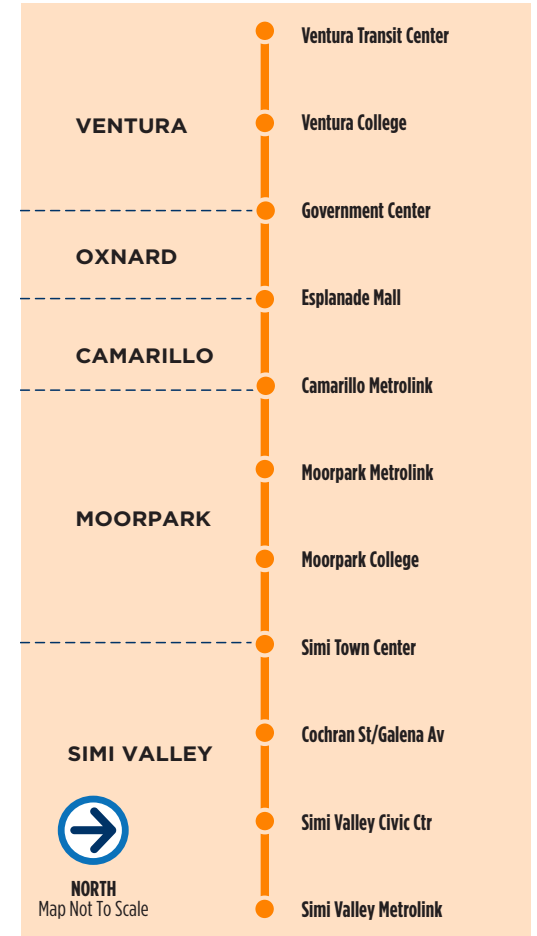 Ventura Transit Center
VENTURA
Ventura College
Government Center
OXNARD
Esplanade Mall
CAMARILLO
Camarillo Metrolink
Moorpark Metrolink
MOORPARK
Moorpark College
Simi Town Center
Cochran St/Galena Av
SIMI VALLEY
Simi Valley Civic Ctr
NORTH
Map Not To Scale
Simi Valley Metrolink